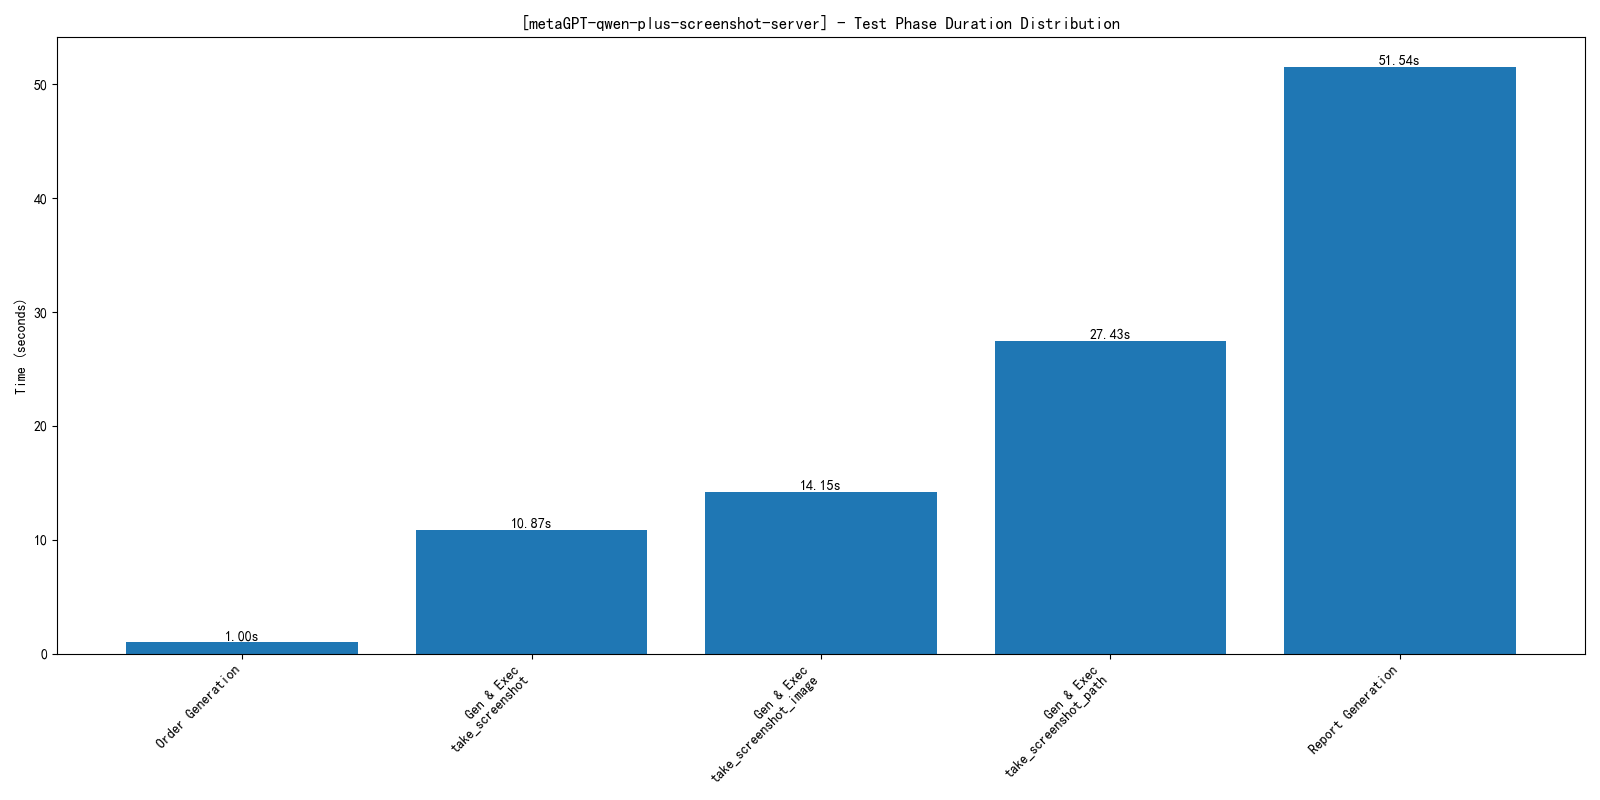 [metaGPT-qwen-plus-screenshot-server] - Test Phase Duration Distribution
Time (seconds)
50
40
30
20
10
0
1.00s
10.87s
14.15s
27.43s
51.54s
Order Generation
Gen & Exec
take_screenshot
Gen & Exec
take_screenshot_image
Gen & Exec
take_screenshot_path
Report Generation